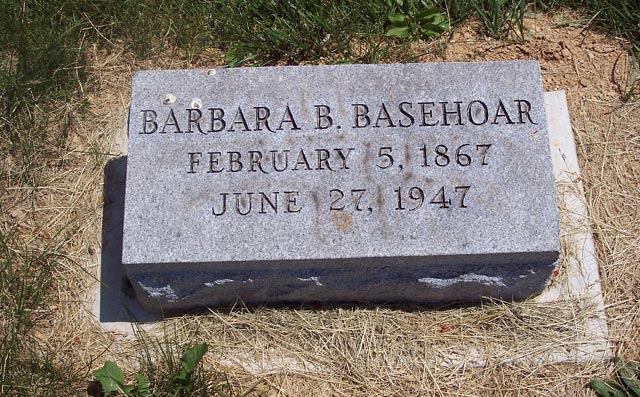 BARBARA B. BASEHOAR
FEBRUARY 5, 1867
JUNE 27, 1947